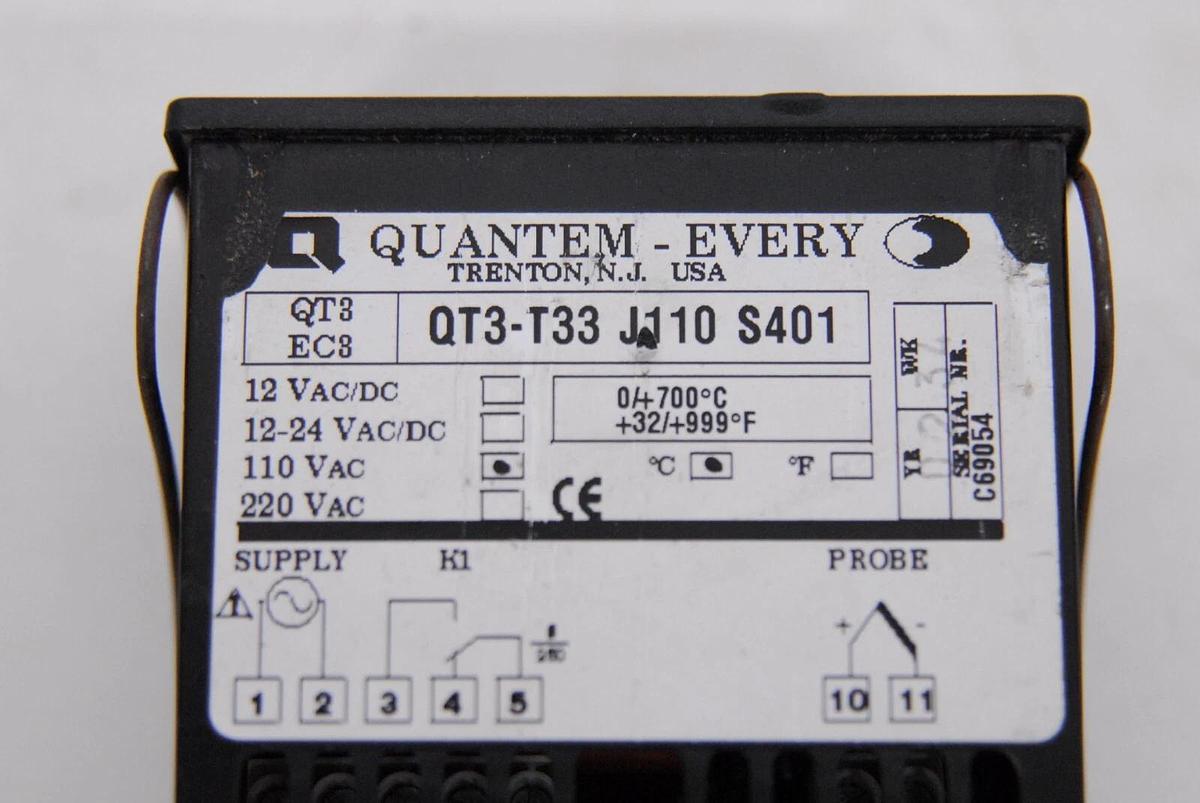 QUANTEM - EVERY
TRENTON, N.J. USA
QT3
EC3
QT3-T33 J110 S401
12 VAC/DC
12-24 VAC/DC
110 VAC
220 VAC
0/+700°C
+32/+999°F
°C
°F
CE
WK
YR
SERIAL NR.
C69054
SUPPLY
K1
PROBE
+
-
1
2
3
4
5
10
11